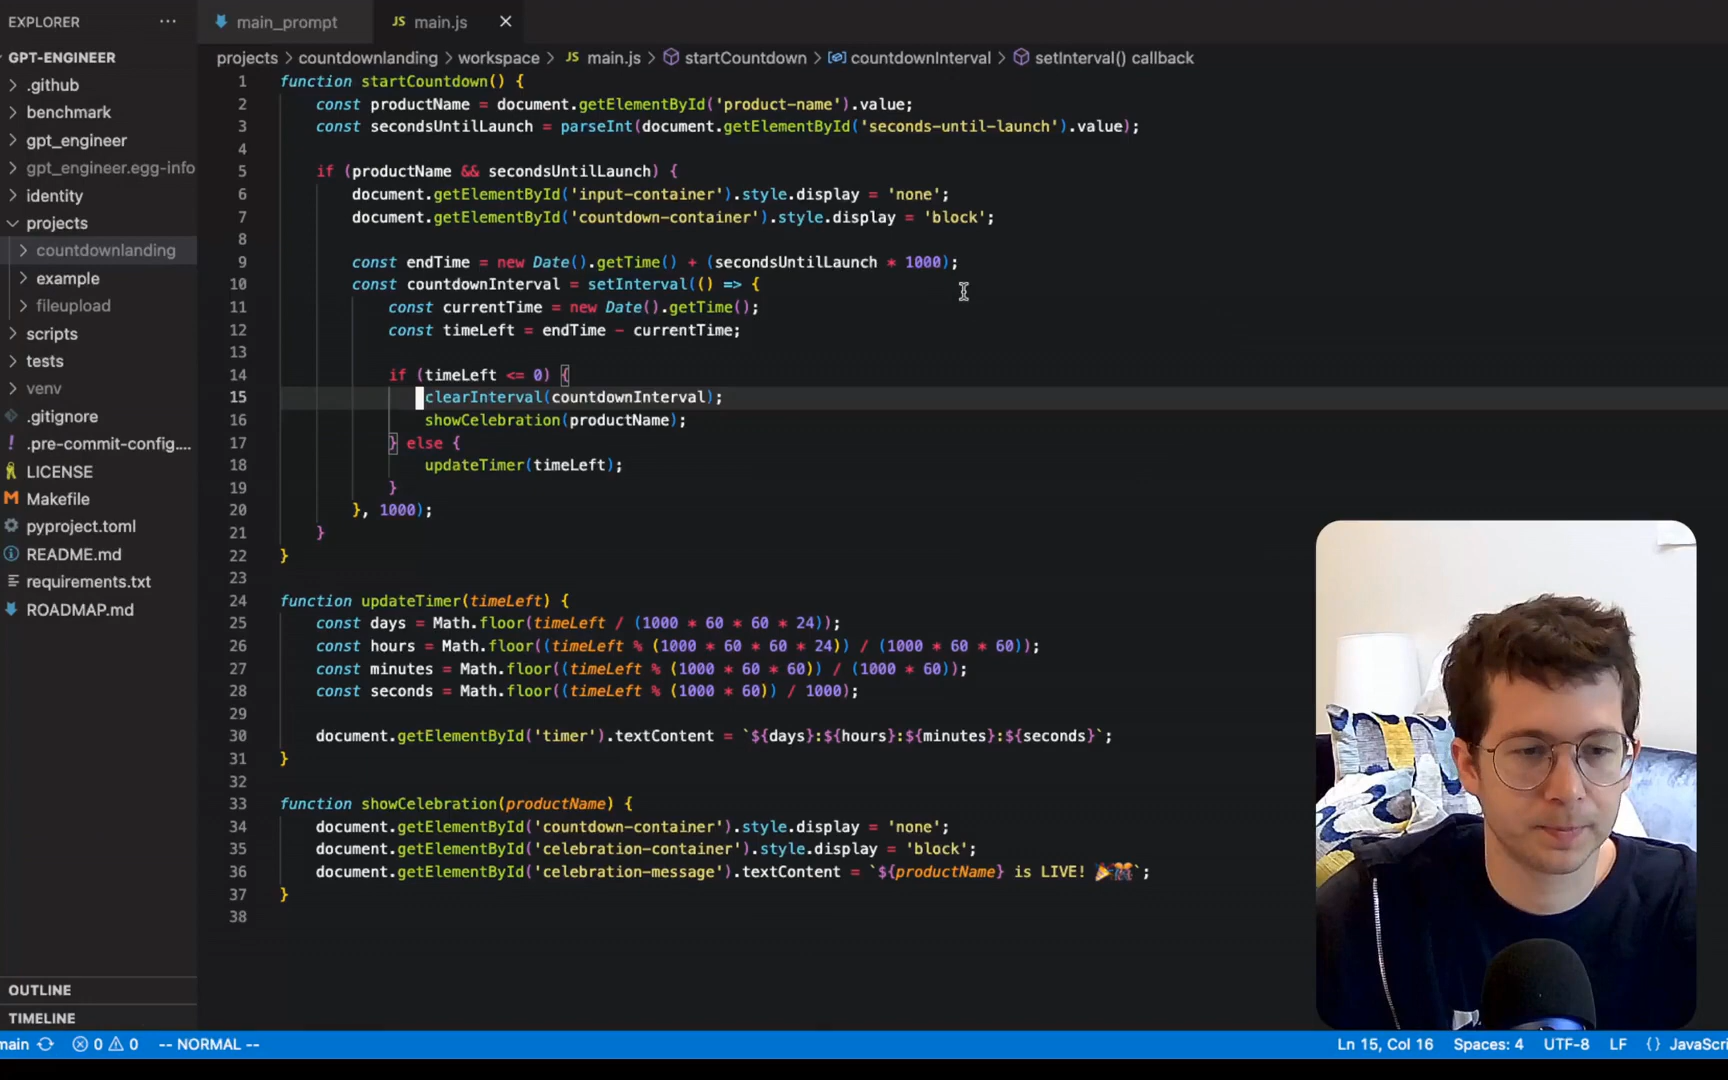 EXPLORER
main_prompt
JS main.js
GPT-ENGINEER
.github
benchmark
gpt_engineer
gpt_engineer.egg-info
identity
projects
countdownlanding
example
fileupload
scripts
tests
venv
.gitignore
.pre-commit-config....
LICENSE
Makefile
pyproject.toml
README.md
requirements.txt
ROADMAP.md
OUTLINE
TIMELINE
projects > countdownlanding > workspace > JS main.js > startCountdown > countdownInterval > setInterval() callback
1 function startCountdown() {
2 const productName = document.getElementById('product-name').value;
3 const secondsUntilLaunch = parseInt(document.getElementById('seconds-until-launch').value);
4
5 if (productName && secondsUntilLaunch) {
6 document.getElementById('input-container').style.display = 'none';
7 document.getElementById('countdown-container').style.display = 'block';
8
9 const endTime = new Date().getTime() + (secondsUntilLaunch * 1000);
10 const countdownInterval = setInterval(() => {
11 const currentTime = new Date().getTime();
12 const timeLeft = endTime - currentTime;
13
14 if (timeLeft <= 0) {
15 clearInterval(countdownInterval);
16 showCelebration(productName);
17 } else {
18 updateTimer(timeLeft);
19 }
20 }, 1000);
21 }
22 }
23
24 function updateTimer(timeLeft) {
25 const days = Math.floor(timeLeft / (1000 * 60 * 60 * 24));
26 const hours = Math.floor((timeLeft % (1000 * 60 * 60 * 24)) / (1000 * 60 * 60));
27 const minutes = Math.floor((timeLeft % (1000 * 60 * 60)) / (1000 * 60));
28 const seconds = Math.floor((timeLeft % (1000 * 60)) / 1000);
29
30 document.getElementById('timer').textContent = `${days}:${hours}:${minutes}:${seconds}`;
31 }
32
33 function showCelebration(productName) {
34 document.getElementById('countdown-container').style.display = 'none';
35 document.getElementById('celebration-container').style.display = 'block';
36 document.getElementById('celebration-message').textContent = `${productName} is LIVE! 🎉🎊`;
37 }
38
main 0 0 -- NORMAL -- Ln 15, Col 16 Spaces: 4 UTF-8 LF {} JavaScri